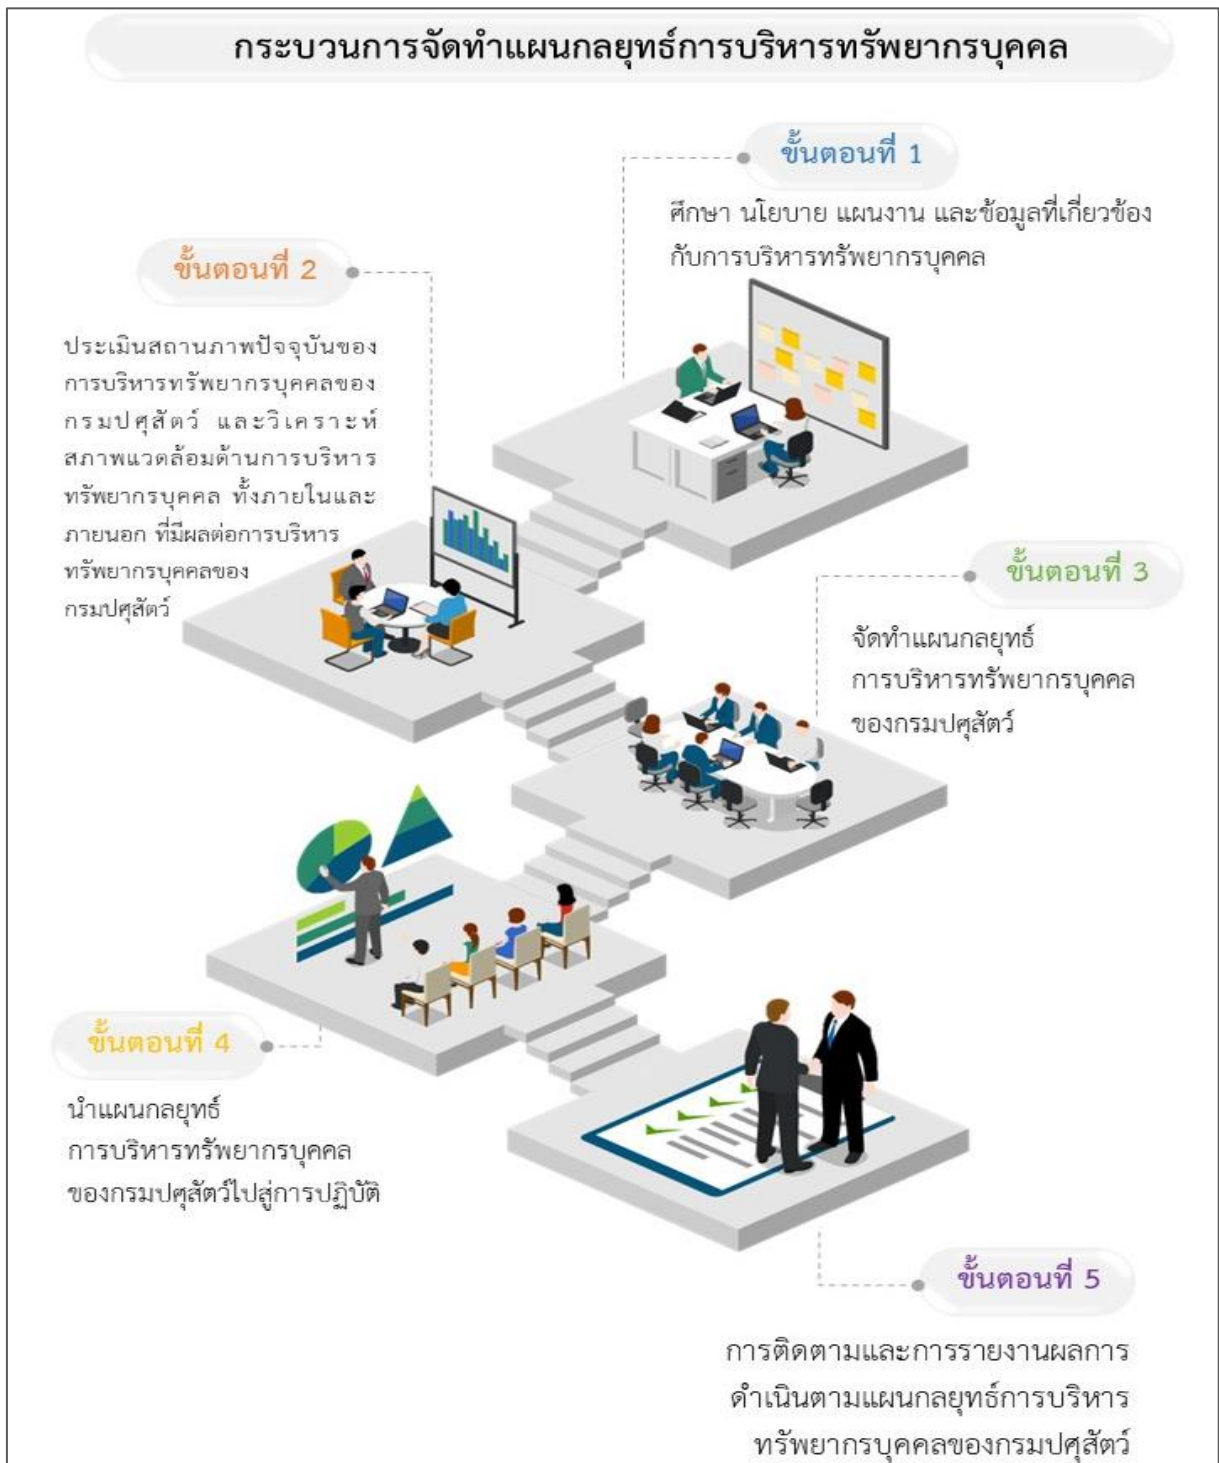 กระบวนการจัดทำแผนกลยุทธ์การบริหารทรัพยากรบุคคล
ขั้นตอนที่ 1
ศึกษา นโยบาย แผนงาน และข้อมูลที่เกี่ยวข้อง
กับการบริหารทรัพยากรบุคคล
ขั้นตอนที่ 2
ประเมินสถานภาพปัจจุบันของ
การบริหารทรัพยากรบุคคลของ
กรมปศุสัตว์ และวิเคราะห์
สภาพแวดล้อมด้านการบริหาร
ทรัพยากรบุคคล ทั้งภายในและ
ภายนอก ที่มีผลต่อการบริหาร
ทรัพยากรบุคคลของ
กรมปศุสัตว์
ขั้นตอนที่ 3
จัดทำแผนกลยุทธ์
การบริหารทรัพยากรบุคคล
ของกรมปศุสัตว์
ขั้นตอนที่ 4
นำแผนกลยุทธ์
การบริหารทรัพยากรบุคคล
ของกรมปศุสัตว์ไปสู่การปฏิบัติ
ขั้นตอนที่ 5
การติดตามและการรายงานผลการ
ดำเนินตามแผนกลยุทธ์การบริหาร
ทรัพยากรบุคคลของกรมปศุสัตว์